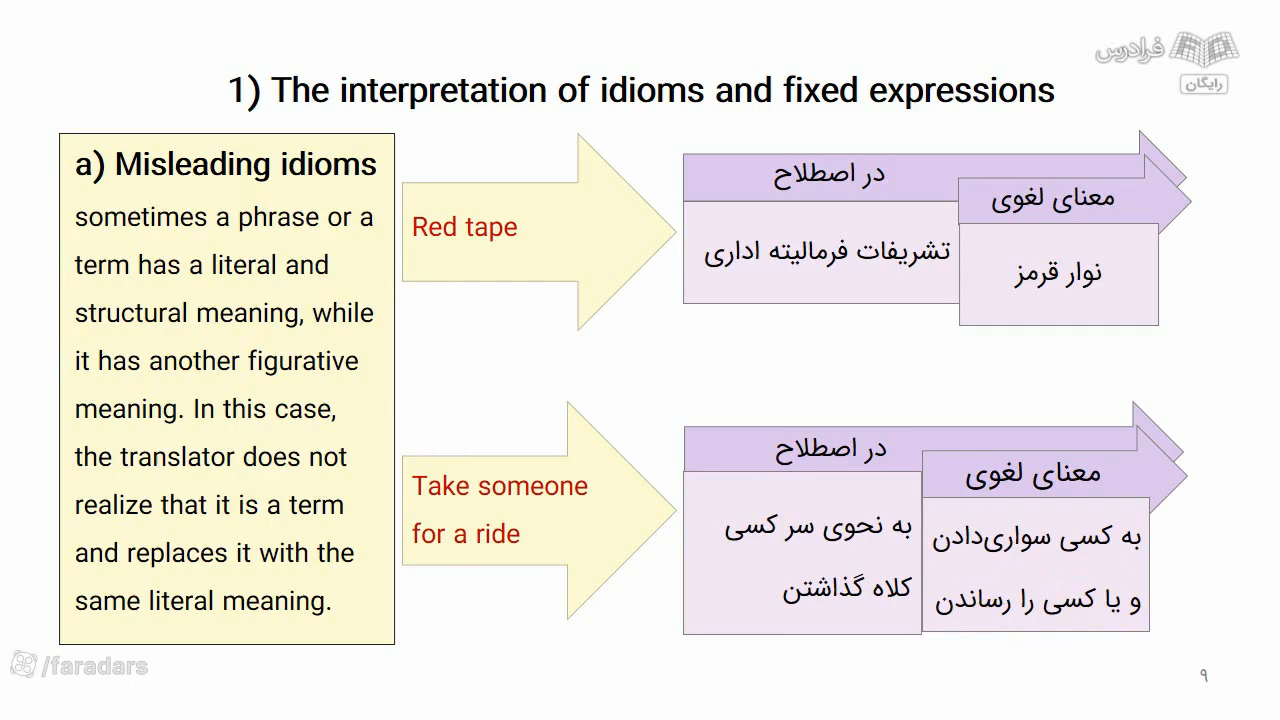 فرادرس
رایگان
1) The interpretation of idioms and fixed expressions
a) Misleading idioms
sometimes a phrase or a
term has a literal and
structural meaning, while
it has another figurative
meaning. In this case,
the translator does not
realize that it is a term
and replaces it with the
same literal meaning.
Red tape
در اصطلاح
تشریفات فرمالیته اداری
معنای لغوی
نوار قرمز
Take someone
for a ride
در اصطلاح
به نحوی سر کسی
کلاه گذاشتن
معنای لغوی
به کسی سواری‌دادن
و یا کسی را رساندن
/faradars
۹